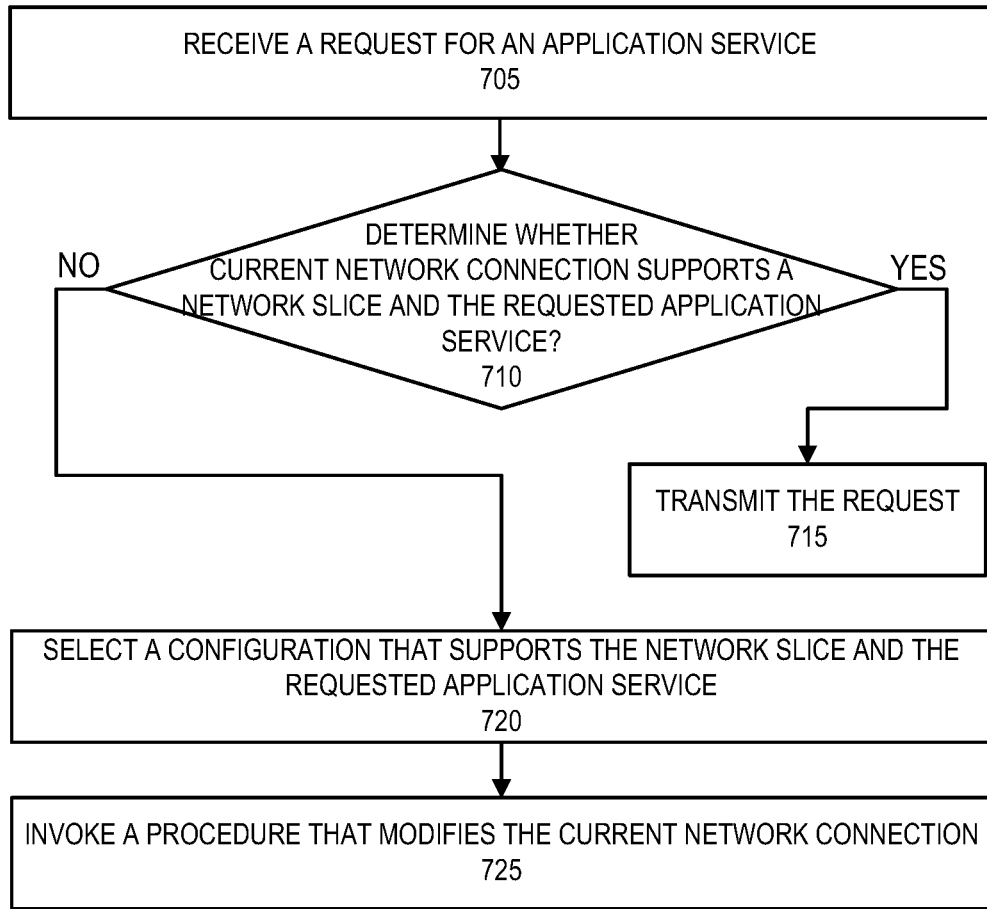 RECEIVE A REQUEST FOR AN APPLICATION SERVICE
705
DETERMINE WHETHER
CURRENT NETWORK CONNECTION SUPPORTS A
NETWORK SLICE AND THE REQUESTED APPLICATION
SERVICE?
710
NO
YES
TRANSMIT THE REQUEST
715
SELECT A CONFIGURATION THAT SUPPORTS THE NETWORK SLICE AND THE
REQUESTED APPLICATION SERVICE
720
INVOKE A PROCEDURE THAT MODIFIES THE CURRENT NETWORK CONNECTION
725